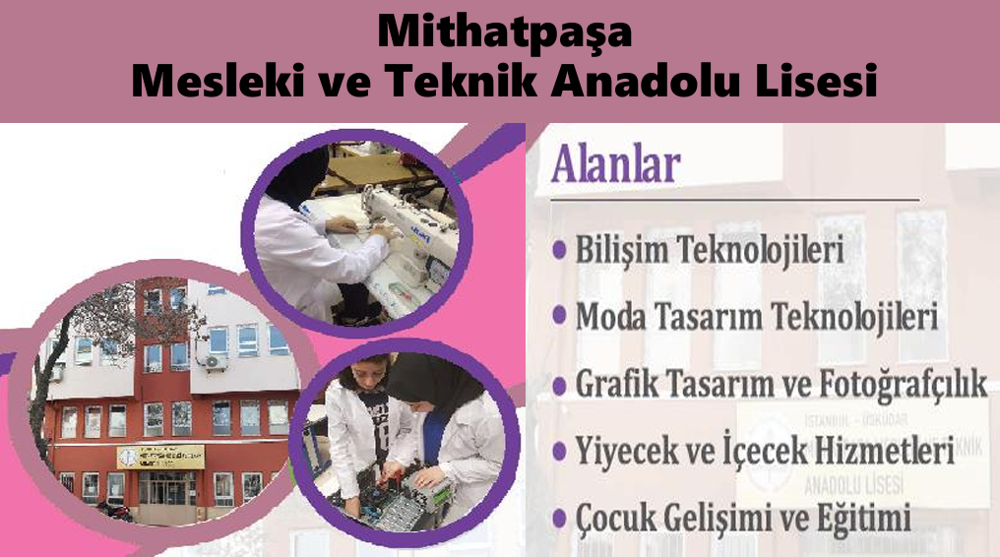 Mithatpaşa
Mesleki ve Teknik Anadolu Lisesi
Alanlar
• Bilişim Teknolojileri
• Moda Tasarım Teknolojileri
• Grafik Tasarım ve Fotoğrafçılık
• Yiyecek ve İçecek Hizmetleri
• Çocuk Gelişimi ve Eğitimi
İSTANBUL - ÜSKÜDAR
TEKNİK
ANADOLU LİSESİ